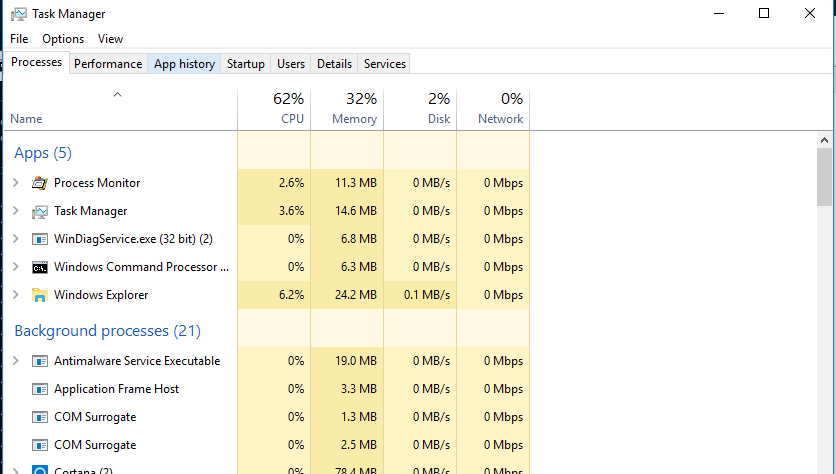 Task Manager
File Options View
Processes Performance App history Startup Users Details Services
62% 32% 2% 0%
Name CPU Memory Disk Network
Apps (5)
Process Monitor 2.6% 11.3 MB 0 MB/s 0 Mbps
Task Manager 3.6% 14.6 MB 0 MB/s 0 Mbps
WinDiagService.exe (32 bit) (2) 0% 6.8 MB 0 MB/s 0 Mbps
Windows Command Processor ... 0% 6.3 MB 0 MB/s 0 Mbps
Windows Explorer 6.2% 24.2 MB 0.1 MB/s 0 Mbps
Background processes (21)
Antimalware Service Executable 0% 19.0 MB 0 MB/s 0 Mbps
Application Frame Host 0% 3.3 MB 0 MB/s 0 Mbps
COM Surrogate 0% 1.3 MB 0 MB/s 0 Mbps
COM Surrogate 0% 2.5 MB 0 MB/s 0 Mbps
Cortana (2) 0% 78.4 MB 0 MB/s 0 Mbps